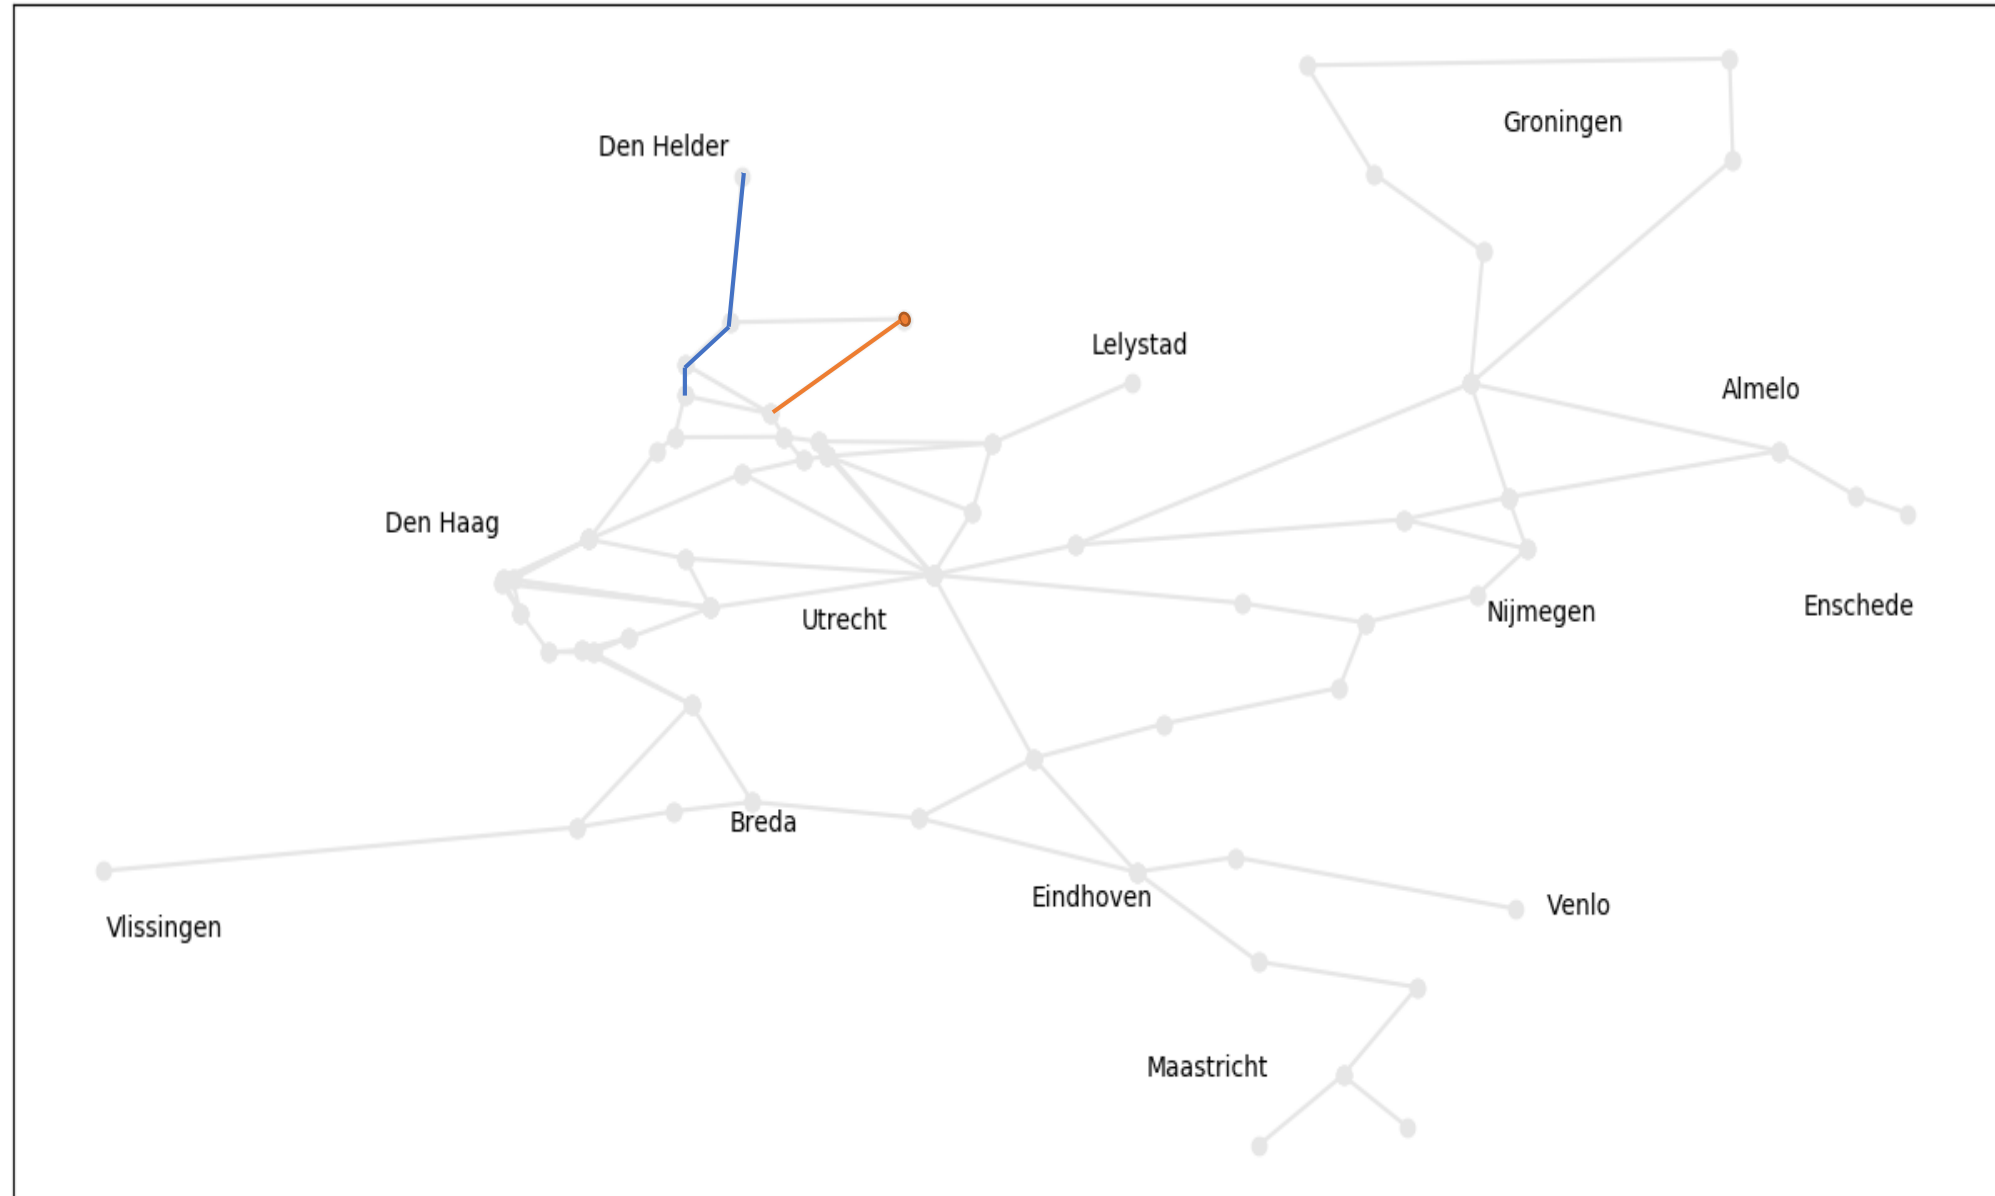 Groningen
Den Helder
Lelystad
Almelo
Den Haag
Enschede
Nijmegen
Utrecht
Breda
Eindhoven
Venlo
Vlissingen
Maastricht